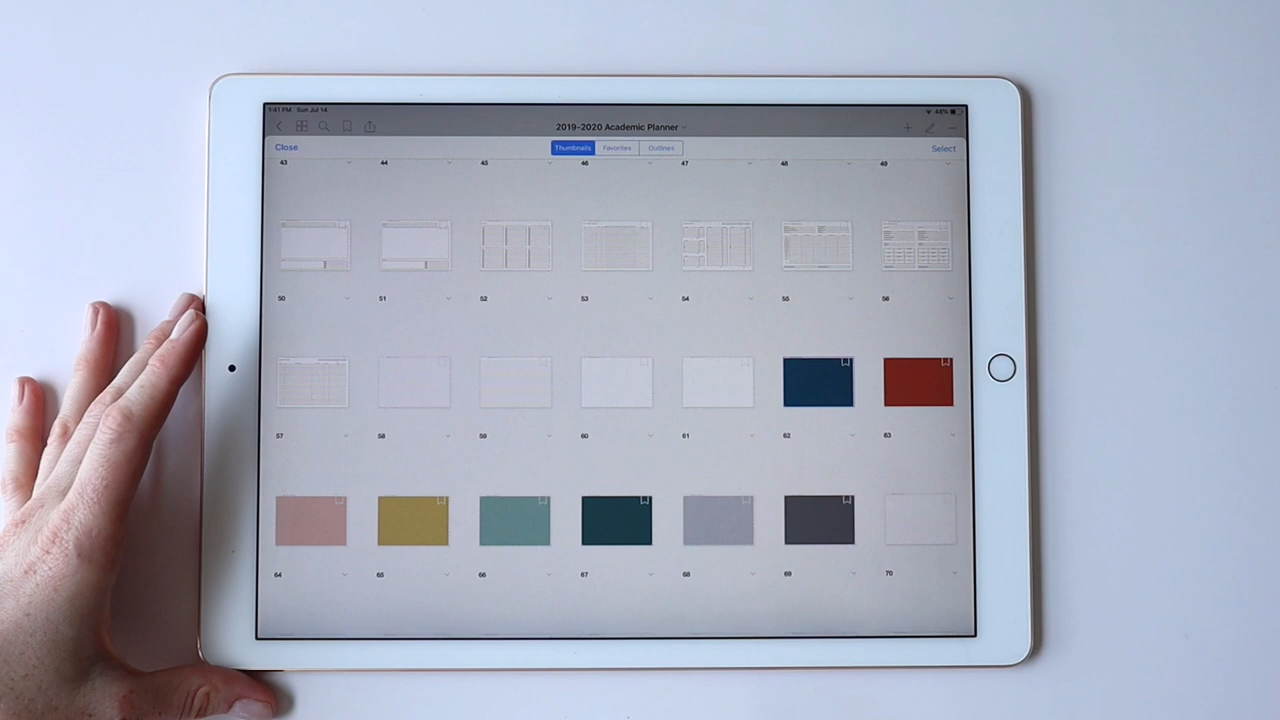 1:41 PM Sun Jul 14 44%
2019-2020 Academic Planner
Close Thumbnails Favorites Outlines Select
43 44 45 46 47 48 49
50 51 52 53 54 55 56
57 58 59 60 61 62 63
64 65 66 67 68 69 70